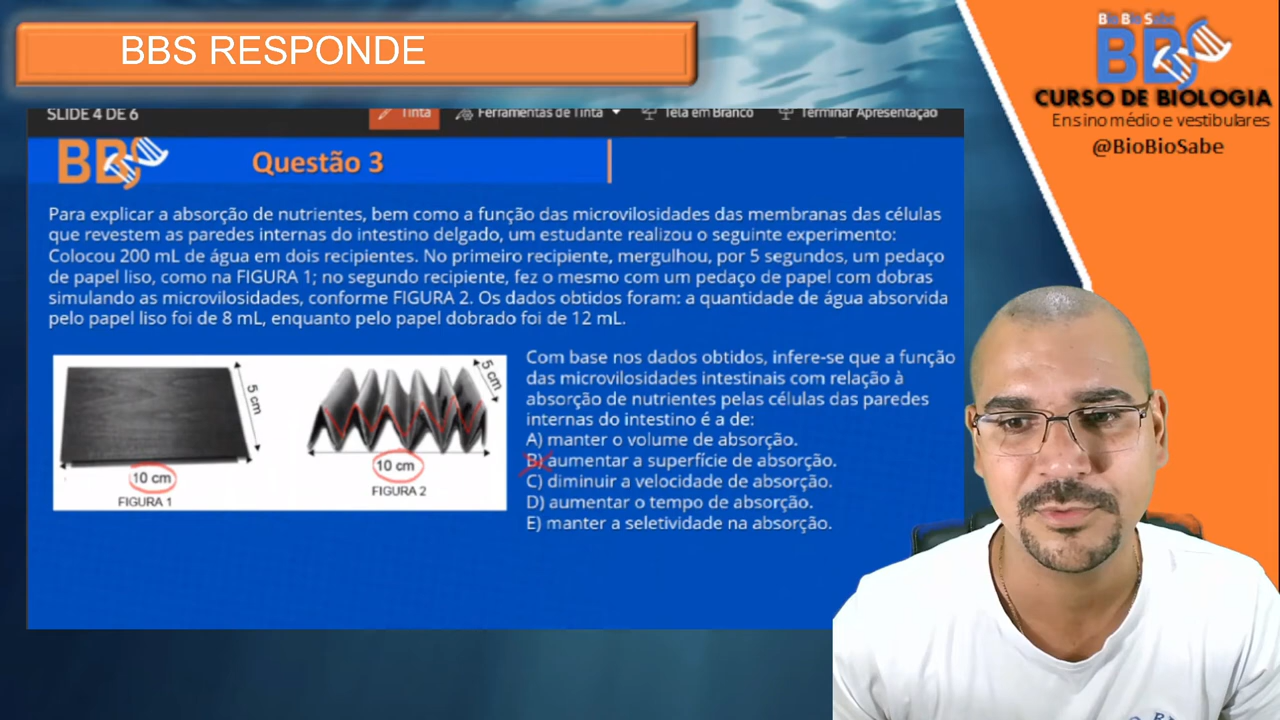 BBS RESPONDE
Bio Bio Sabe
BBS
CURSO DE BIOLOGIA
Ensino médio e vestibulares
@BioBioSabe
SLIDE 4 DE 6
Tinta
Ferramentas de Tinta
Tela em Branco
Terminar Apresentação
BBS
Questão 3
Para explicar a absorção de nutrientes, bem como a função das microvilosidades das membranas das células
que revestem as paredes internas do intestino delgado, um estudante realizou o seguinte experimento:
Colocou 200 mL de água em dois recipientes. No primeiro recipiente, mergulhou, por 5 segundos, um pedaço
de papel liso, como na FIGURA 1; no segundo recipiente, fez o mesmo com um pedaço de papel com dobras
simulando as microvilosidades, conforme FIGURA 2. Os dados obtidos foram: a quantidade de água absorvida
pelo papel liso foi de 8 mL, enquanto pelo papel dobrado foi de 12 mL.
5 cm
10 cm
FIGURA 1
5 cm
10 cm
FIGURA 2
Com base nos dados obtidos, infere-se que a função
das microvilosidades intestinais com relação à
absorção de nutrientes pelas células das paredes
internas do intestino é a de:
A) manter o volume de absorção.
B) aumentar a superfície de absorção.
C) diminuir a velocidade de absorção.
D) aumentar o tempo de absorção.
E) manter a seletividade na absorção.